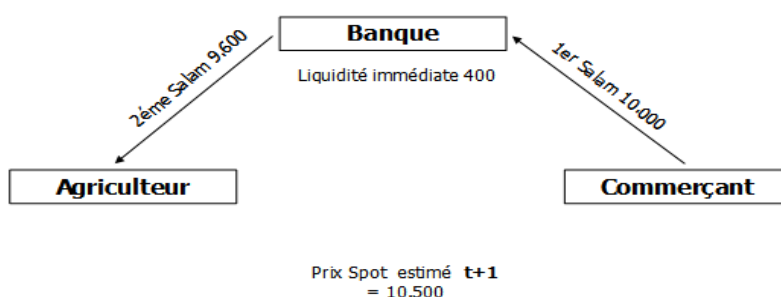 Banque
2éme Salam 9,600
Liquidité immédiate 400
1er Salam 10.000
Agriculteur
Commerçant
Prix Spot estimé t+1
= 10,500